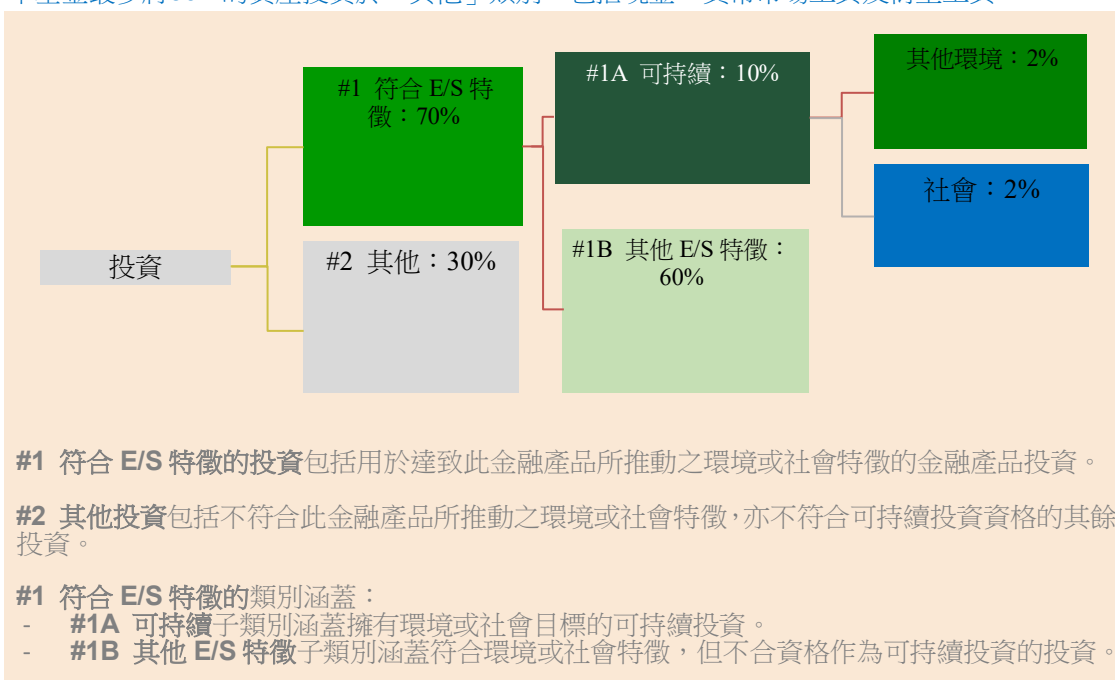 #1 符合 E/S 特
徵：70%
#1A 可持續：10%
其他環境：2%
社會：2%
投資
#2 其他：30%
#1B 其他 E/S 特徵：
60%
#1 符合 E/S 特徵的投資包括用於達致此金融產品所推動之環境或社會特徵的金融產品投資。
#2 其他投資包括不符合此金融產品所推動之環境或社會特徵，亦不符合可持續投資資格的其餘
投資。
#1 符合 E/S 特徵的類別涵蓋：
- #1A 可持續子類別涵蓋擁有環境或社會目標的可持續投資。
- #1B 其他 E/S 特徵子類別涵蓋符合環境或社會特徵，但不合資格作為可持續投資的投資。